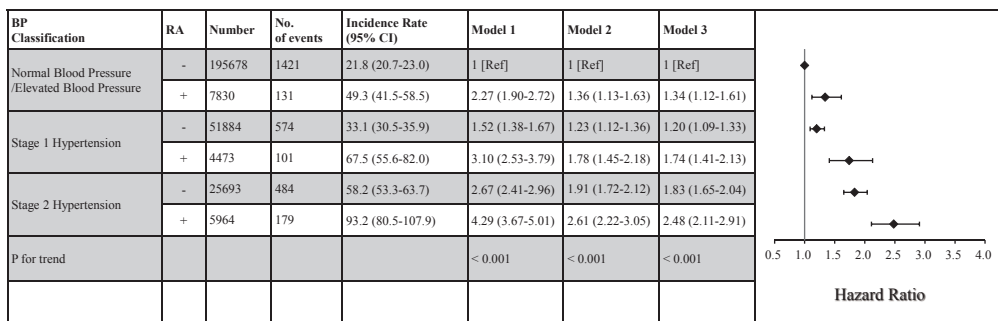 BP Classification RA Number No. of events Incidence Rate (95% CI) Model 1 Model 2 Model 3
Normal Blood Pressure /Elevated Blood Pressure - 195678 1421 21.8 (20.7-23.0) 1 [Ref] 1 [Ref] 1 [Ref]
+ 7830 131 49.3 (41.5-58.5) 2.27 (1.90-2.72) 1.36 (1.13-1.63) 1.34 (1.12-1.61)
Stage 1 Hypertension - 51884 574 33.1 (30.5-35.9) 1.52 (1.38-1.67) 1.23 (1.12-1.36) 1.20 (1.09-1.33)
+ 4473 101 67.5 (55.6-82.0) 3.10 (2.53-3.79) 1.78 (1.45-2.18) 1.74 (1.41-2.13)
Stage 2 Hypertension - 25693 484 58.2 (53.3-63.7) 2.67 (2.41-2.96) 1.91 (1.72-2.12) 1.83 (1.65-2.04)
+ 5964 179 93.2 (80.5-107.9) 4.29 (3.67-5.01) 2.61 (2.22-3.05) 2.48 (2.11-2.91)
P for trend < 0.001 < 0.001 < 0.001
0.5 1.0 1.5 2.0 2.5 3.0 3.5 4.0
Hazard Ratio